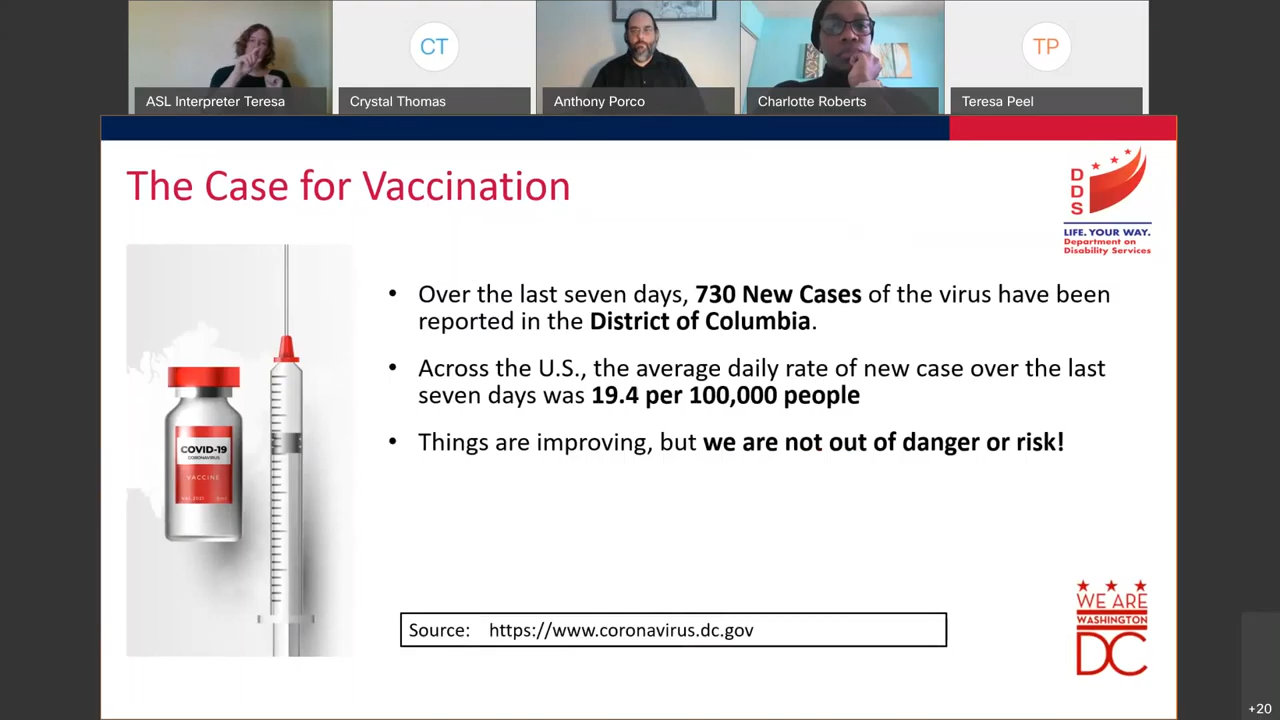 CT
TP
ASL Interpreter Teresa
Crystal Thomas
Anthony Porco
Charlotte Roberts
Teresa Peel
The Case for Vaccination
D
D
S
LIFE. YOUR WAY.
Department on
Disability Services
• Over the last seven days, 730 New Cases of the virus have been
reported in the District of Columbia.
• Across the U.S., the average daily rate of new case over the last
seven days was 19.4 per 100,000 people
• Things are improving, but we are not out of danger or risk!
COVID-19
CORONAVIRUS
VACCINE
WE ARE
WASHINGTON
DC
Source: https://www.coronavirus.dc.gov
+20